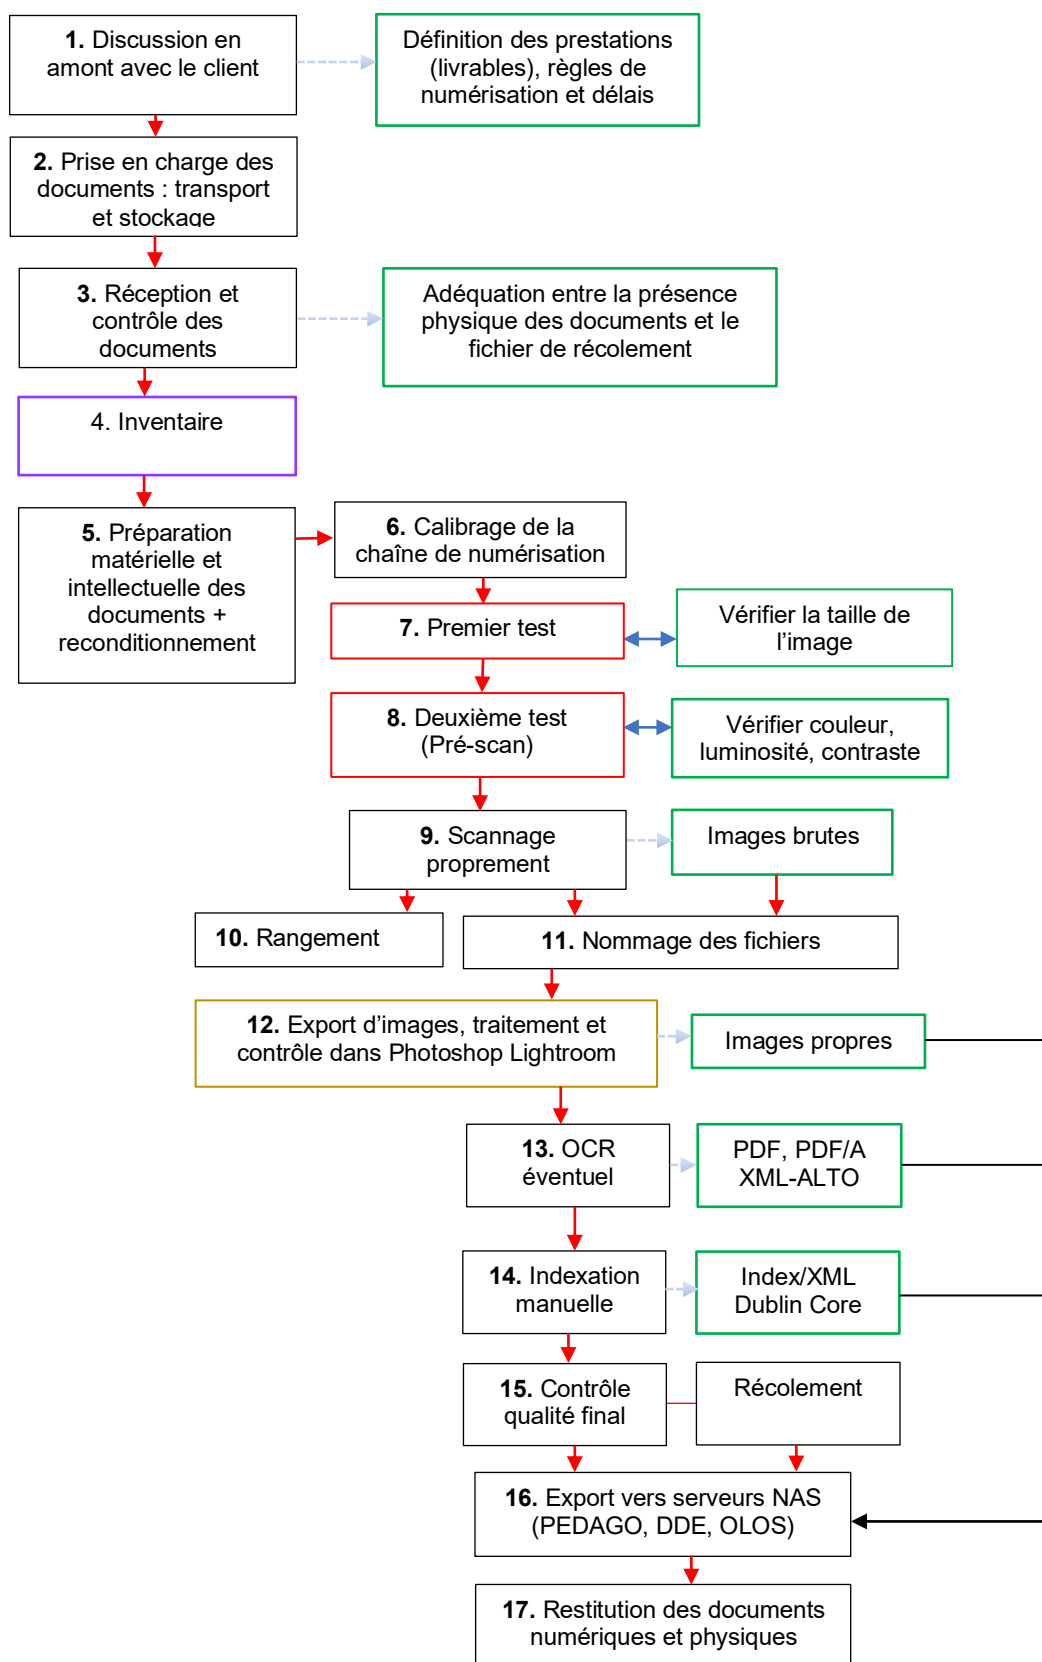 1. Discussion en
amont avec le client
Définition des prestations
(livrables), règles de
numérisation et délais
2. Prise en charge des
documents : transport
et stockage
3. Réception et
contrôle des
documents
Adéquation entre la présence
physique des documents et le
fichier de récolement
4. Inventaire
5. Préparation
matérielle et
intellectuelle des
documents +
reconditionnement
6. Calibrage de la
chaîne de numérisation
7. Premier test
Vérifier la taille de
l’image
8. Deuxième test
(Pré-scan)
Vérifier couleur,
luminosité, contraste
9. Scannage
proprement
Images brutes
10. Rangement
11. Nommage des fichiers
12. Export d’images, traitement et
contrôle dans Photoshop Lightroom
Images propres
13. OCR
éventuel
PDF, PDF/A
XML-ALTO
14. Indexation
manuelle
Index/XML
Dublin Core
15. Contrôle
qualité final
Récolement
16. Export vers serveurs NAS
(PEDAGO, DDE, OLOS)
17. Restitution des documents
numériques et physiques